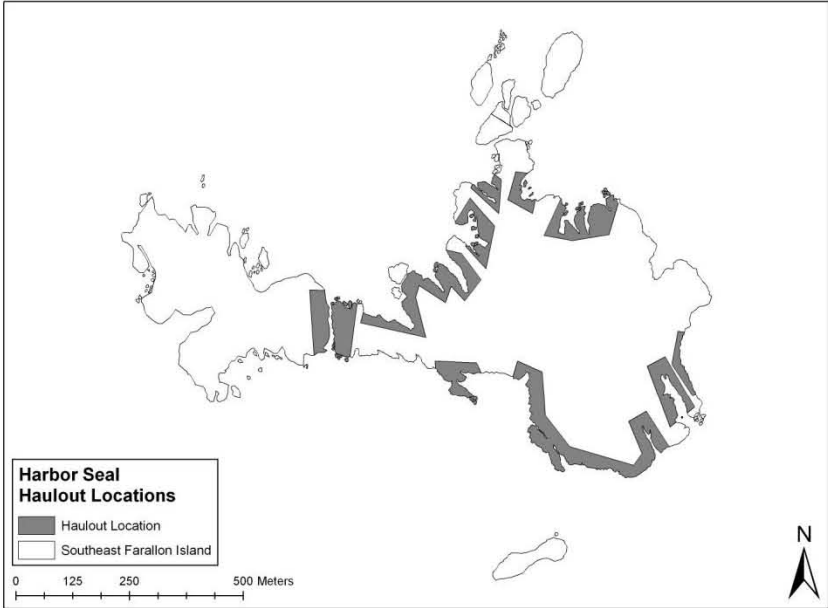 Harbor Seal
Haulout Locations
Haulout Location
Southeast Farallon Island
0 125 250 500 Meters
N